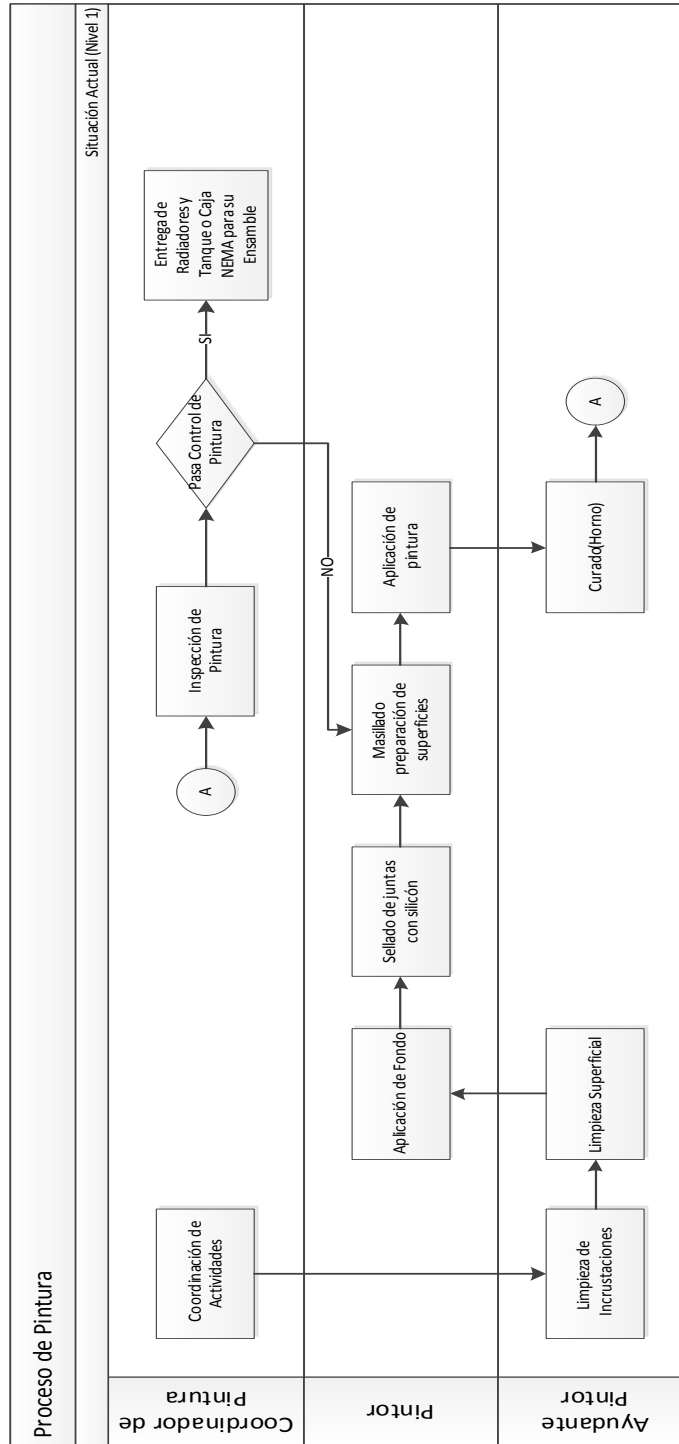 Proceso de Pintura
Situación Actual (Nivel 1)
Coordinador de
Pintura
Coordinación de
Actividades
A
Inspección de
Pintura
Pasa Control de
Pintura
SI
NO
Entrega de
Radiadores y
Tanque o Caja
NEMA para su
Ensamble
Pintor
Aplicación de Fondo
Sellado de juntas
con silicón
Masillado
preparación de
superficies
Aplicación de
pintura
Ayudante
Pintor
Limpieza de
Incrustaciones
Limpieza Superficial
Curado(Horno)
A